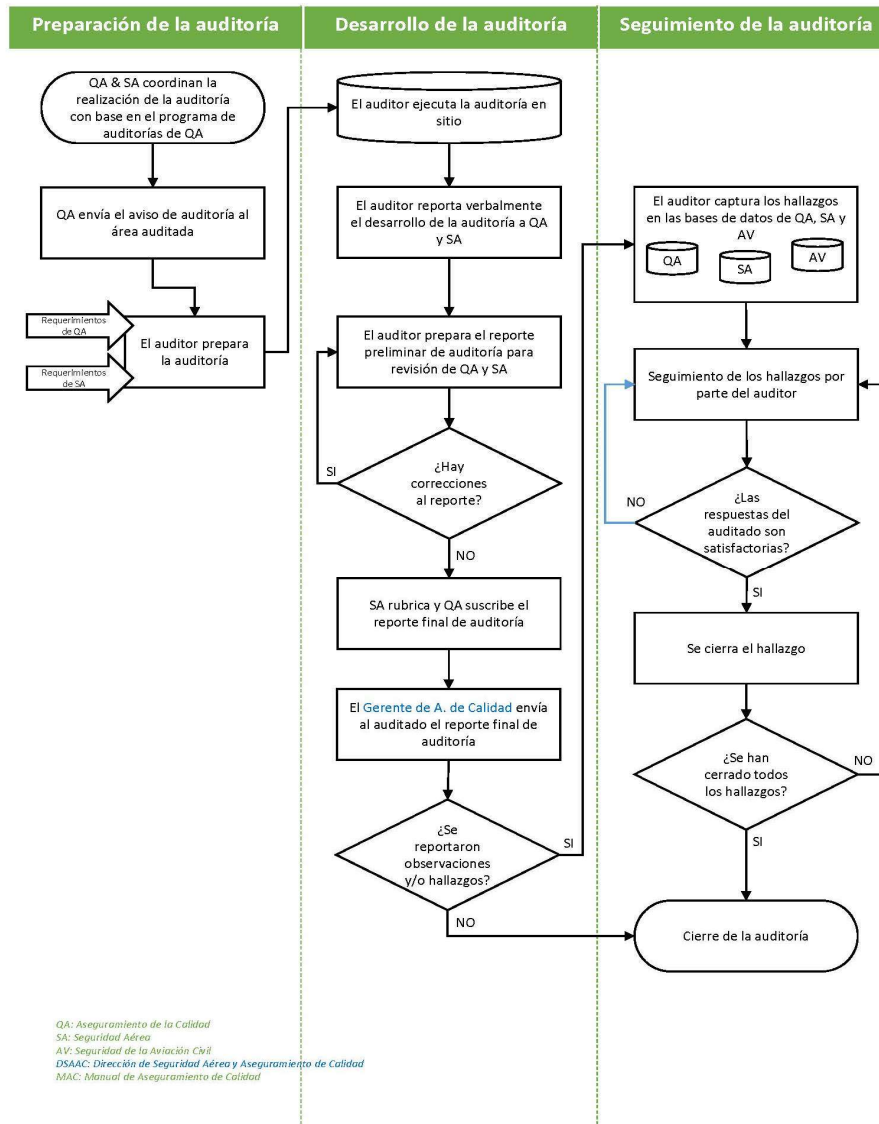 Preparación de la auditoría
Desarrollo de la auditoría
Seguimiento de la auditoría
QA & SA coordinan la
realización de la auditoría
con base en el programa de
auditorías de QA
QA envía el aviso de auditoría al
área auditada
Requerimientos
de QA
Requerimientos
de SA
El auditor prepara
la auditoría
El auditor ejecuta la auditoría en
sitio
El auditor reporta verbalmente
el desarrollo de la auditoría a QA
y SA
El auditor prepara el reporte
preliminar de auditoría para
revisión de QA y SA
SI
¿Hay
correcciones
al reporte?
NO
SA rubrica y QA suscribe el
reporte final de auditoría
El Gerente de A. de Calidad envía
al auditado el reporte final de
auditoría
¿Se
reportaron
observaciones
y/o hallazgos?
SI
NO
El auditor captura los hallazgos
en las bases de datos de QA, SA y
AV
QA
SA
AV
Seguimiento de los hallazgos por
parte del auditor
NO
¿Las
respuestas del
auditado son
satisfactorias?
SI
Se cierra el hallazgo
¿Se han
cerrado todos
los hallazgos?
NO
SI
Cierre de la auditoría
QA: Aseguramiento de la Calidad
SA: Seguridad Aérea
AV: Seguridad de la Aviación Civil
DSAAC: Dirección de Seguridad Aérea y Aseguramiento de Calidad
MAC: Manual de Aseguramiento de Calidad